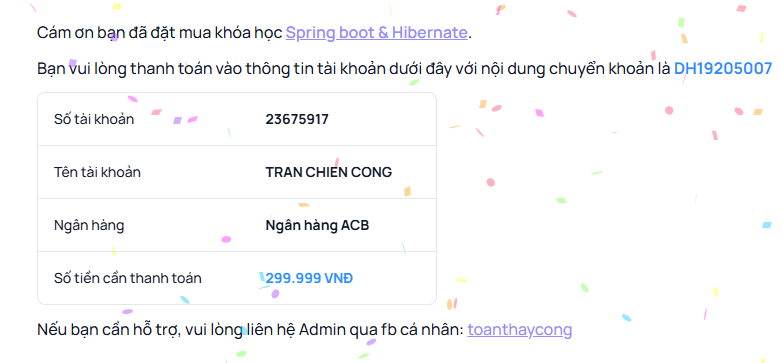 Cám ơn bạn đã đặt mua khóa học Spring boot & Hibernate.
Bạn vui lòng thanh toán vào thông tin tài khoản dưới đây với nội dung chuyển khoản là DH19205007
Số tài khoản 23675917
Tên tài khoản TRAN CHIEN CONG
Ngân hàng Ngân hàng ACB
Số tiền cần thanh toán 299.999 VNĐ
Nếu bạn cần hỗ trợ, vui lòng liên hệ Admin qua fb cá nhân: toanthaycong